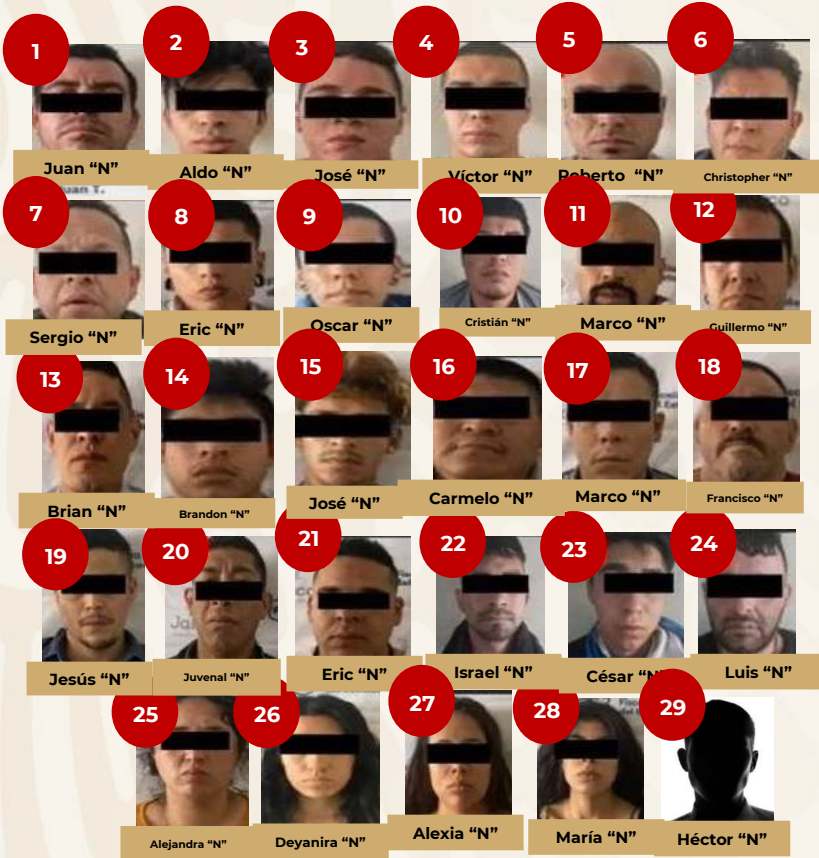 1
2
3
4
5
6
Juan “N”
Aldo “N”
José “N”
Víctor “N”
Roberto “N”
Christopher “N”
Juan T.
7
8
9
10
11
12
Sergio “N”
Eric “N”
Oscar “N”
Cristián “N”
Marco “N”
Guillermo “N”
13
14
15
16
17
18
Brian “N”
Brandon “N”
José “N”
Carmelo “N”
Marco “N”
Francisco “N”
19
20
21
22
23
24
Jesús “N”
Juvenal “N”
Eric “N”
Israel “N”
César “N”
Luis “N”
25
26
27
28
29
Alejandra “N”
Deyanira “N”
Alexia “N”
María “N”
Héctor “N”